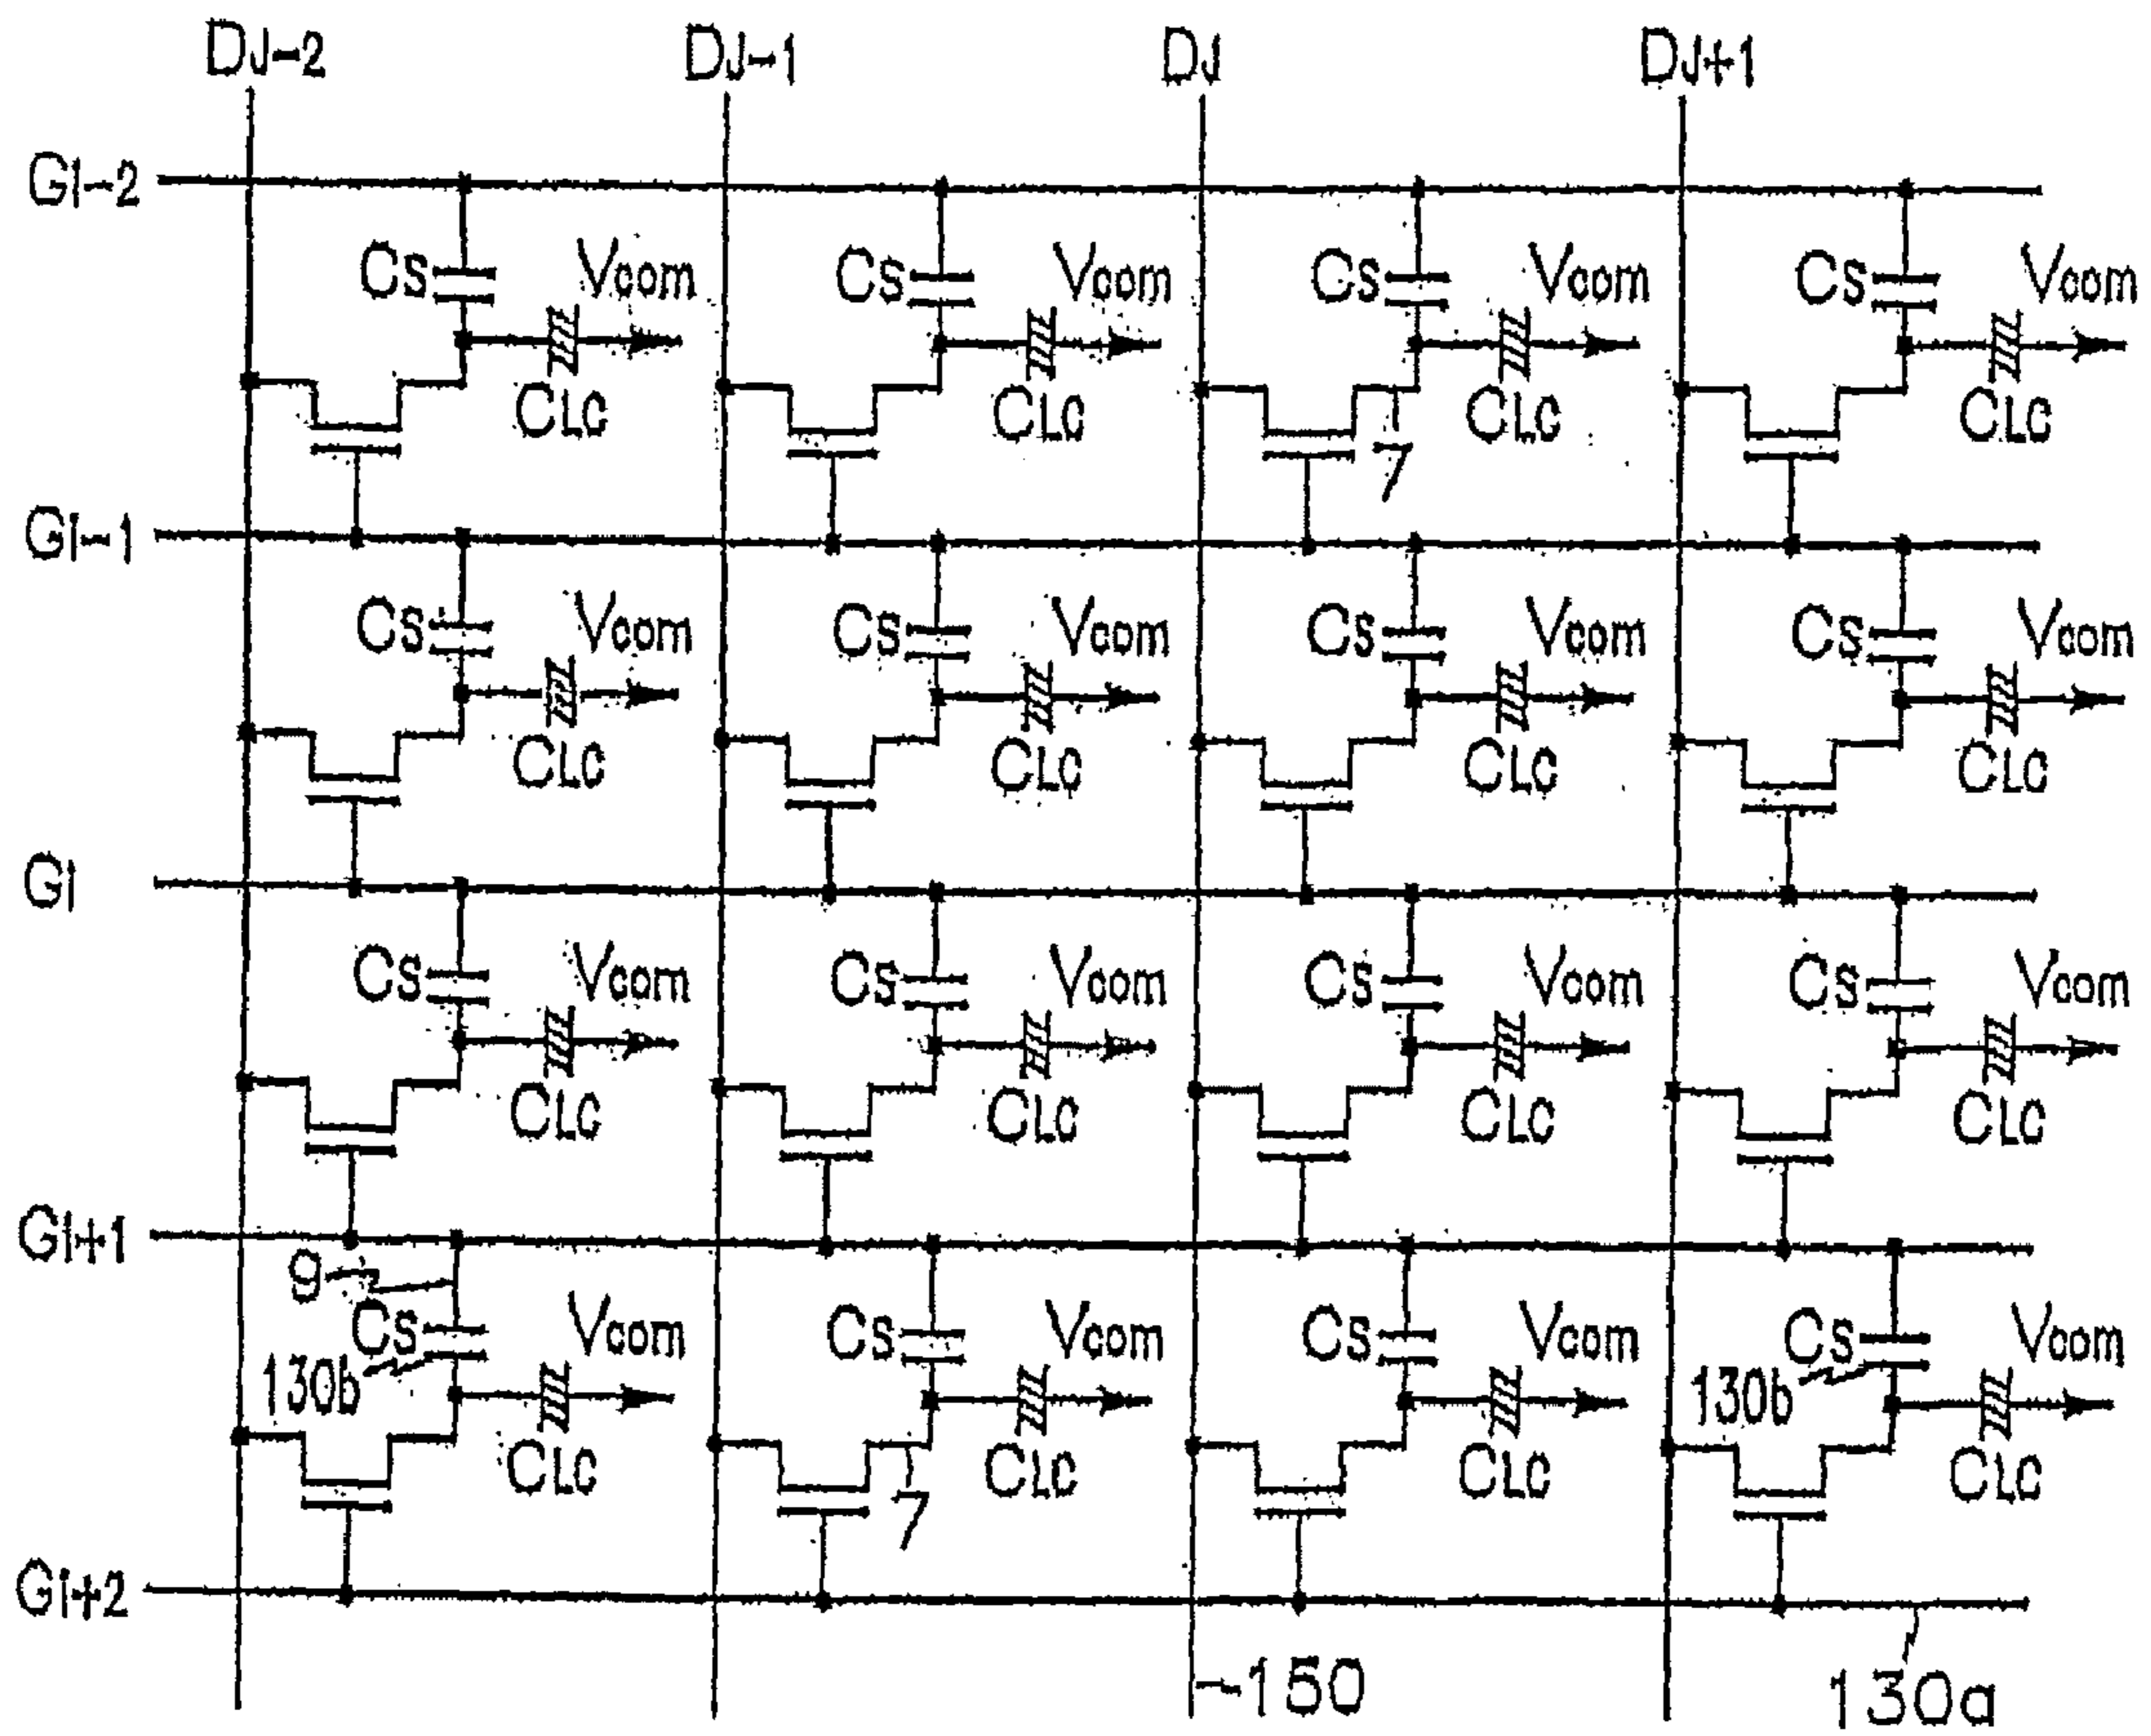 DJ-2 DJ-1 DJ DJ+1
Gi-2
Cs Vcom Cs Vcom Cs Vcom Cs Vcom
CLC CLC CLC CLC
7
Gi-1
Cs Vcom Cs Vcom Cs Vcom Cs Vcom
CLC CLC CLC CLC
Gi
Cs Vcom Cs Vcom Cs Vcom Cs Vcom
CLC CLC CLC CLC
Gi+1
9
Cs Vcom Cs Vcom Cs Vcom Cs Vcom
130b 130b
CLC CLC CLC CLC
7
Gi+2
150 130a